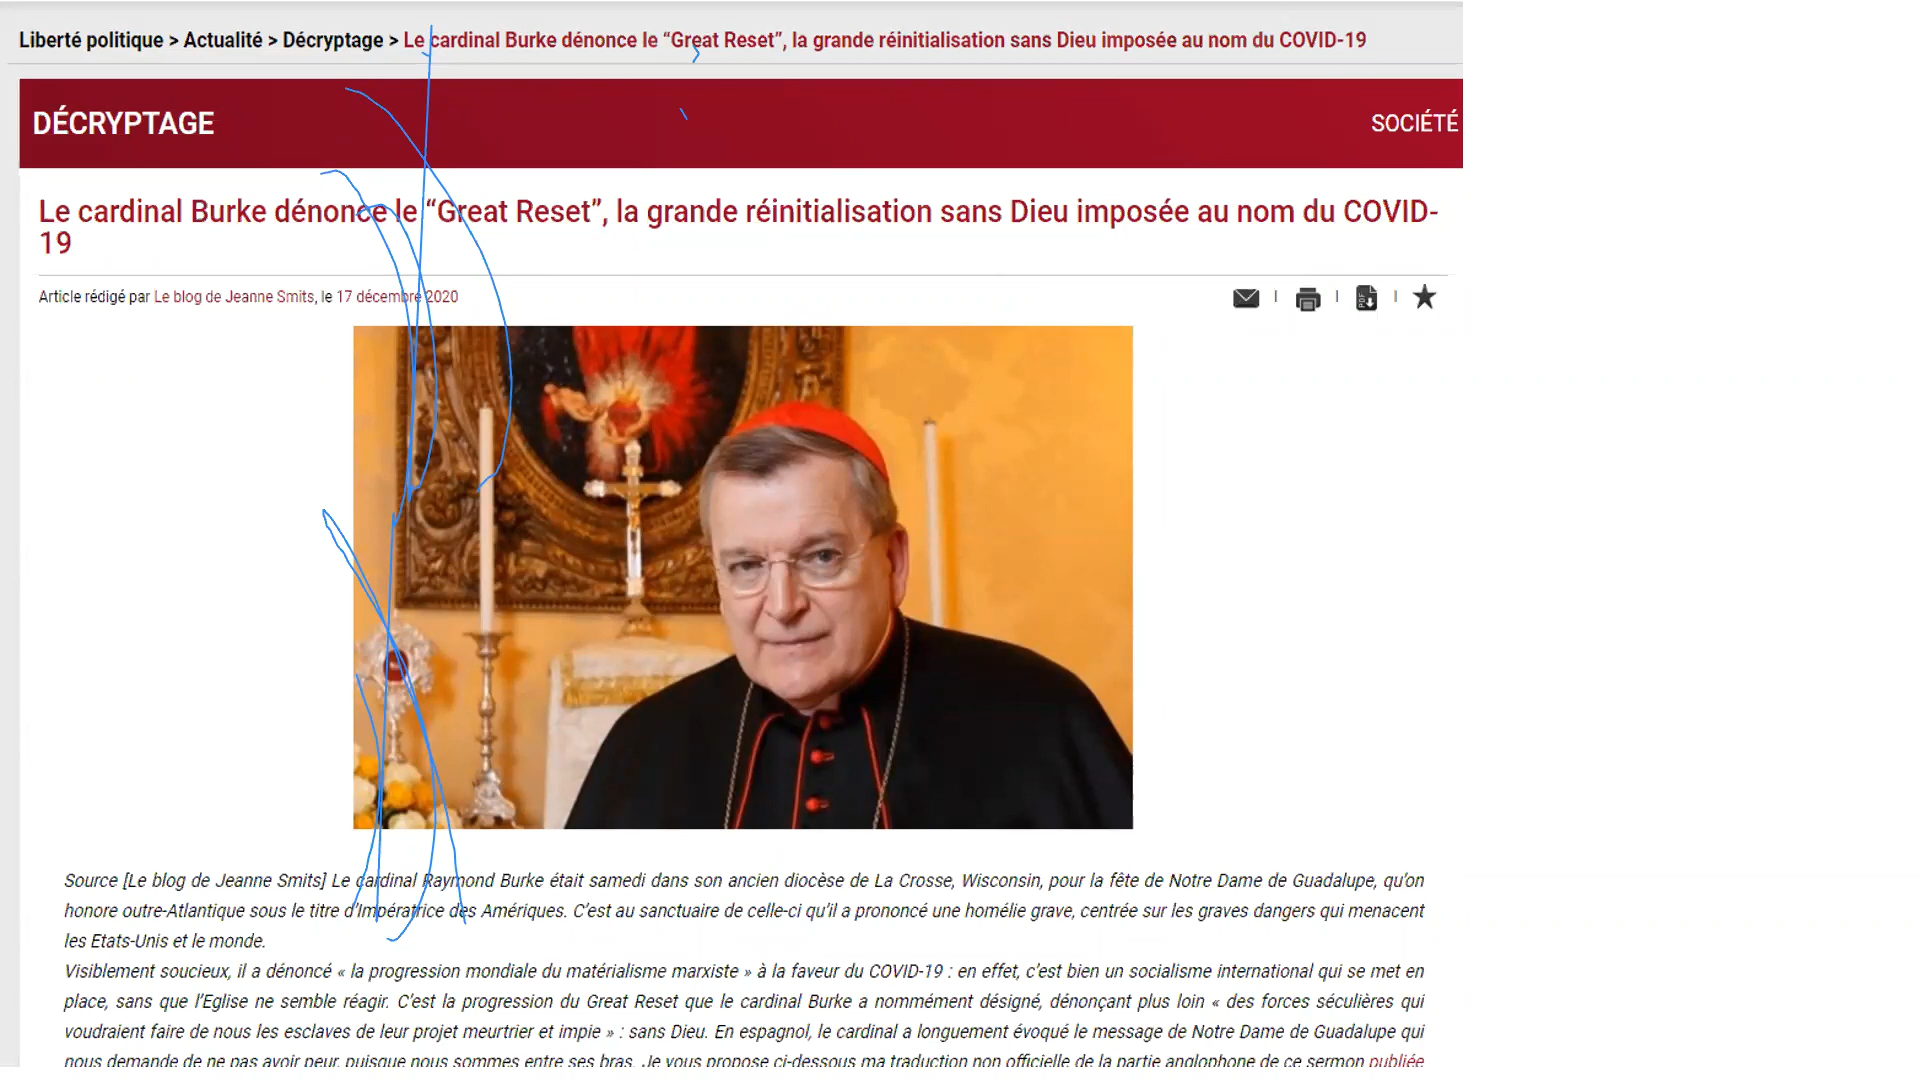 Liberté politique > Actualité > Décryptage > Le cardinal Burke dénonce le “Great Reset”, la grande réinitialisation sans Dieu imposée au nom du COVID-19
DÉCRYPTAGE
SOCIÉTÉ
Le cardinal Burke dénonce le “Great Reset”, la grande réinitialisation sans Dieu imposée au nom du COVID-
19
Article rédigé par Le blog de Jeanne Smits, le 17 décembre 2020
PDF
Source [Le blog de Jeanne Smits] Le cardinal Raymond Burke était samedi dans son ancien diocèse de La Crosse, Wisconsin, pour la fête de Notre Dame de Guadalupe, qu’on
honore outre-Atlantique sous le titre d’Impératrice des Amériques. C’est au sanctuaire de celle-ci qu’il a prononcé une homélie grave, centrée sur les graves dangers qui menacent
les Etats-Unis et le monde.
Visiblement soucieux, il a dénoncé « la progression mondiale du matérialisme marxiste » à la faveur du COVID-19 : en effet, c’est bien un socialisme international qui se met en
place, sans que l’Eglise ne semble réagir. C’est la progression du Great Reset que le cardinal Burke a nommément désigné, dénonçant plus loin « des forces séculières qui
voudraient faire de nous les esclaves de leur projet meurtrier et impie » : sans Dieu. En espagnol, le cardinal a longuement évoqué le message de Notre Dame de Guadalupe qui
nous demande de ne pas avoir peur, puisque nous sommes entre ses bras. Je vous propose ci-dessous ma traduction non officielle de la partie anglophone de ce sermon publiée